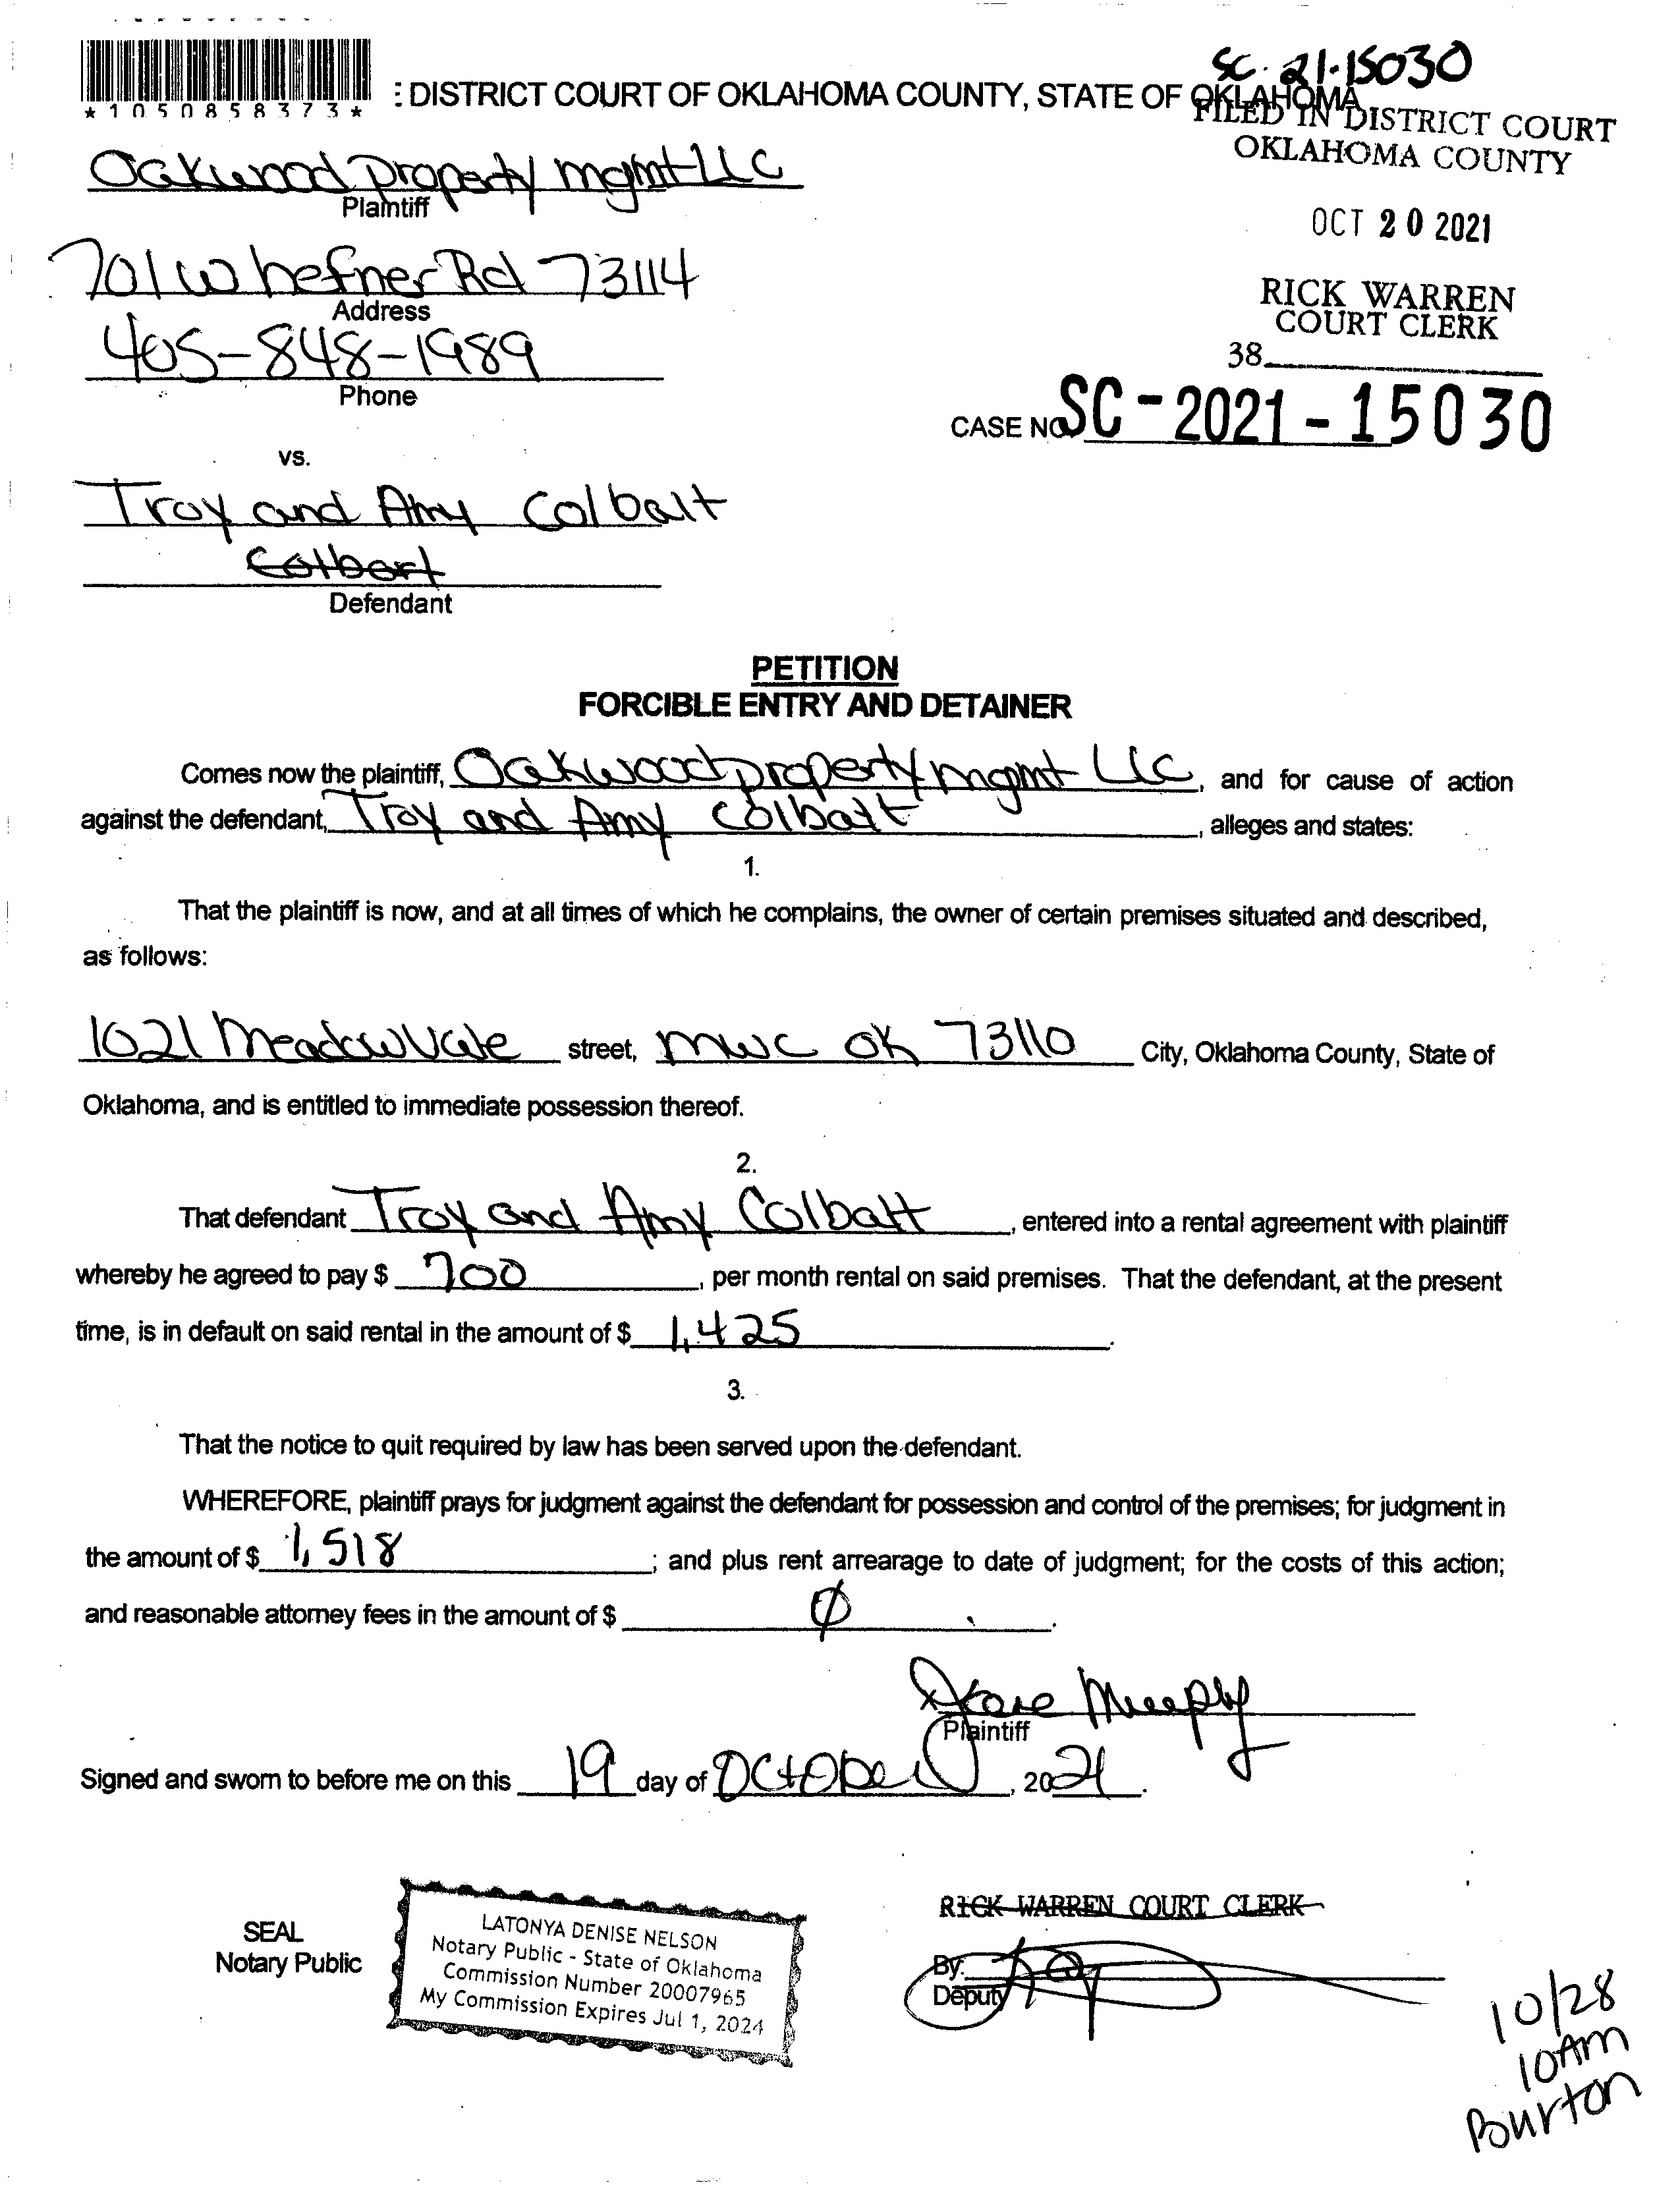 SC-21-15030
*1050858373*
: DISTRICT COURT OF OKLAHOMA COUNTY, STATE OF OKLAHOMA
FILED IN DISTRICT COURT
OKLAHOMA COUNTY
Oakwood property mgmt LLC
Plaintiff
OCT 20 2021
701 W hefner Rd 73114
Address
RICK WARREN
COURT CLERK
405-848-1989
Phone
38
CASE NO. SC-2021-15030
vs.
Troy and Amy Colbatt
Colbert
Defendant
PETITION
FORCIBLE ENTRY AND DETAINER
Comes now the plaintiff, Oakwood property mgmt LLC, and for cause of action
against the defendant, Troy and Amy Colbatt, alleges and states:
1.
That the plaintiff is now, and at all times of which he complains, the owner of certain premises situated and described,
as follows:
1021 Meadow Vale street, MWC OK 73110 City, Oklahoma County, State of
Oklahoma, and is entitled to immediate possession thereof.
2.
That defendant Troy and Amy Colbatt, entered into a rental agreement with plaintiff
whereby he agreed to pay $ 700, per month rental on said premises. That the defendant, at the present
time, is in default on said rental in the amount of $ 1,425.
3.
That the notice to quit required by law has been served upon the defendant.
WHEREFORE, plaintiff prays for judgment against the defendant for possession and control of the premises; for judgment in
the amount of $ 1,518; and plus rent arrearage to date of judgment; for the costs of this action;
and reasonable attorney fees in the amount of $ Ø.
Murphy
Plaintiff
Signed and sworn to before me on this 19 day of October, 2021.
SEAL
Notary Public
LATONYA DENISE NELSON
Notary Public - State of Oklahoma
Commission Number 20007965
My Commission Expires Jul 1, 2024
RICK WARREN COURT CLERK
By:
Deputy
10/28
10Am
Burton